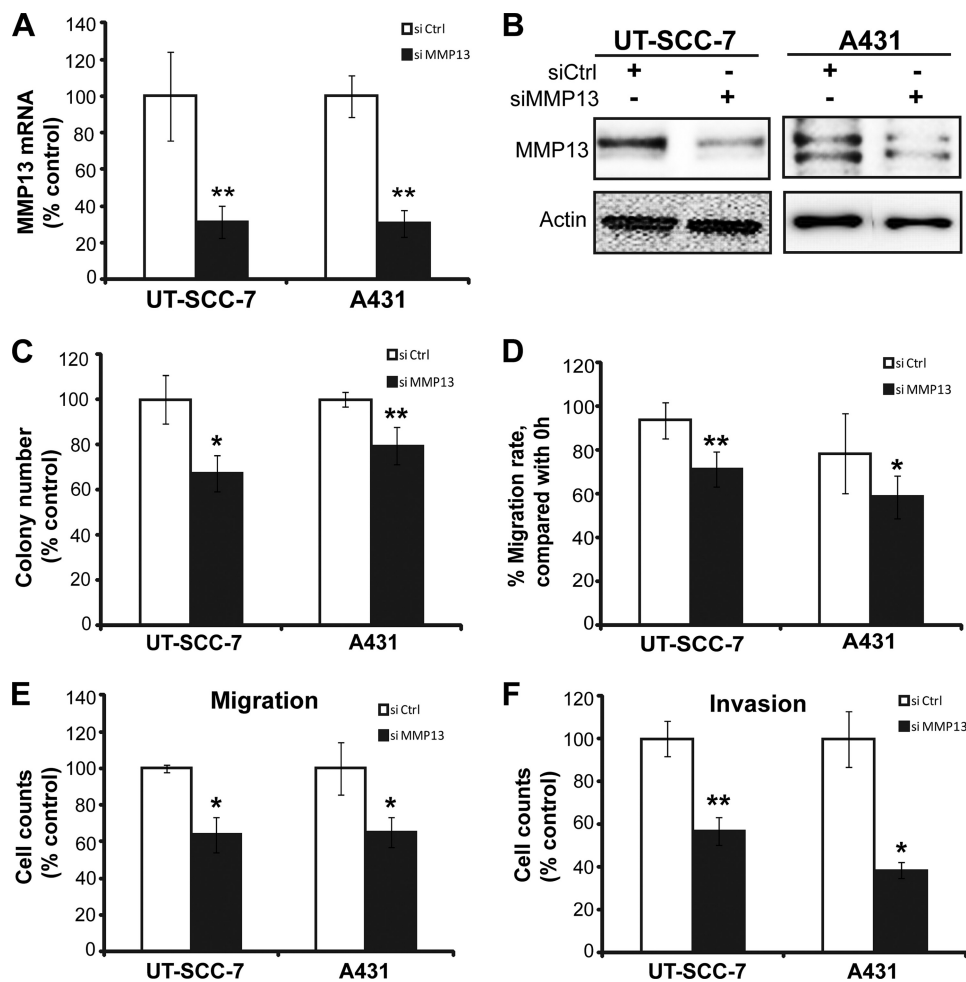 A
MMP13 mRNA
(% control)
140
120
100
80
60
40
20
0
si Ctrl
si MMP13
**
**
UT-SCC-7
A431
B
UT-SCC-7
A431
siCtrl
+
-
+
-
siMMP13
-
+
-
+
MMP13
Actin
C
Colony number
(% control)
120
100
80
60
40
20
0
si Ctrl
si MMP13
*
**
UT-SCC-7
A431
D
% Migration rate,
compared with 0h
120
100
80
60
40
20
0
si Ctrl
si MMP13
**
*
UT-SCC-7
A431
E
Migration
Cell counts
(% control)
140
120
100
80
60
40
20
0
si Ctrl
si MMP13
*
*
UT-SCC-7
A431
F
Invasion
Cell counts
(% control)
120
100
80
60
40
20
0
si Ctrl
si MMP13
**
*
UT-SCC-7
A431